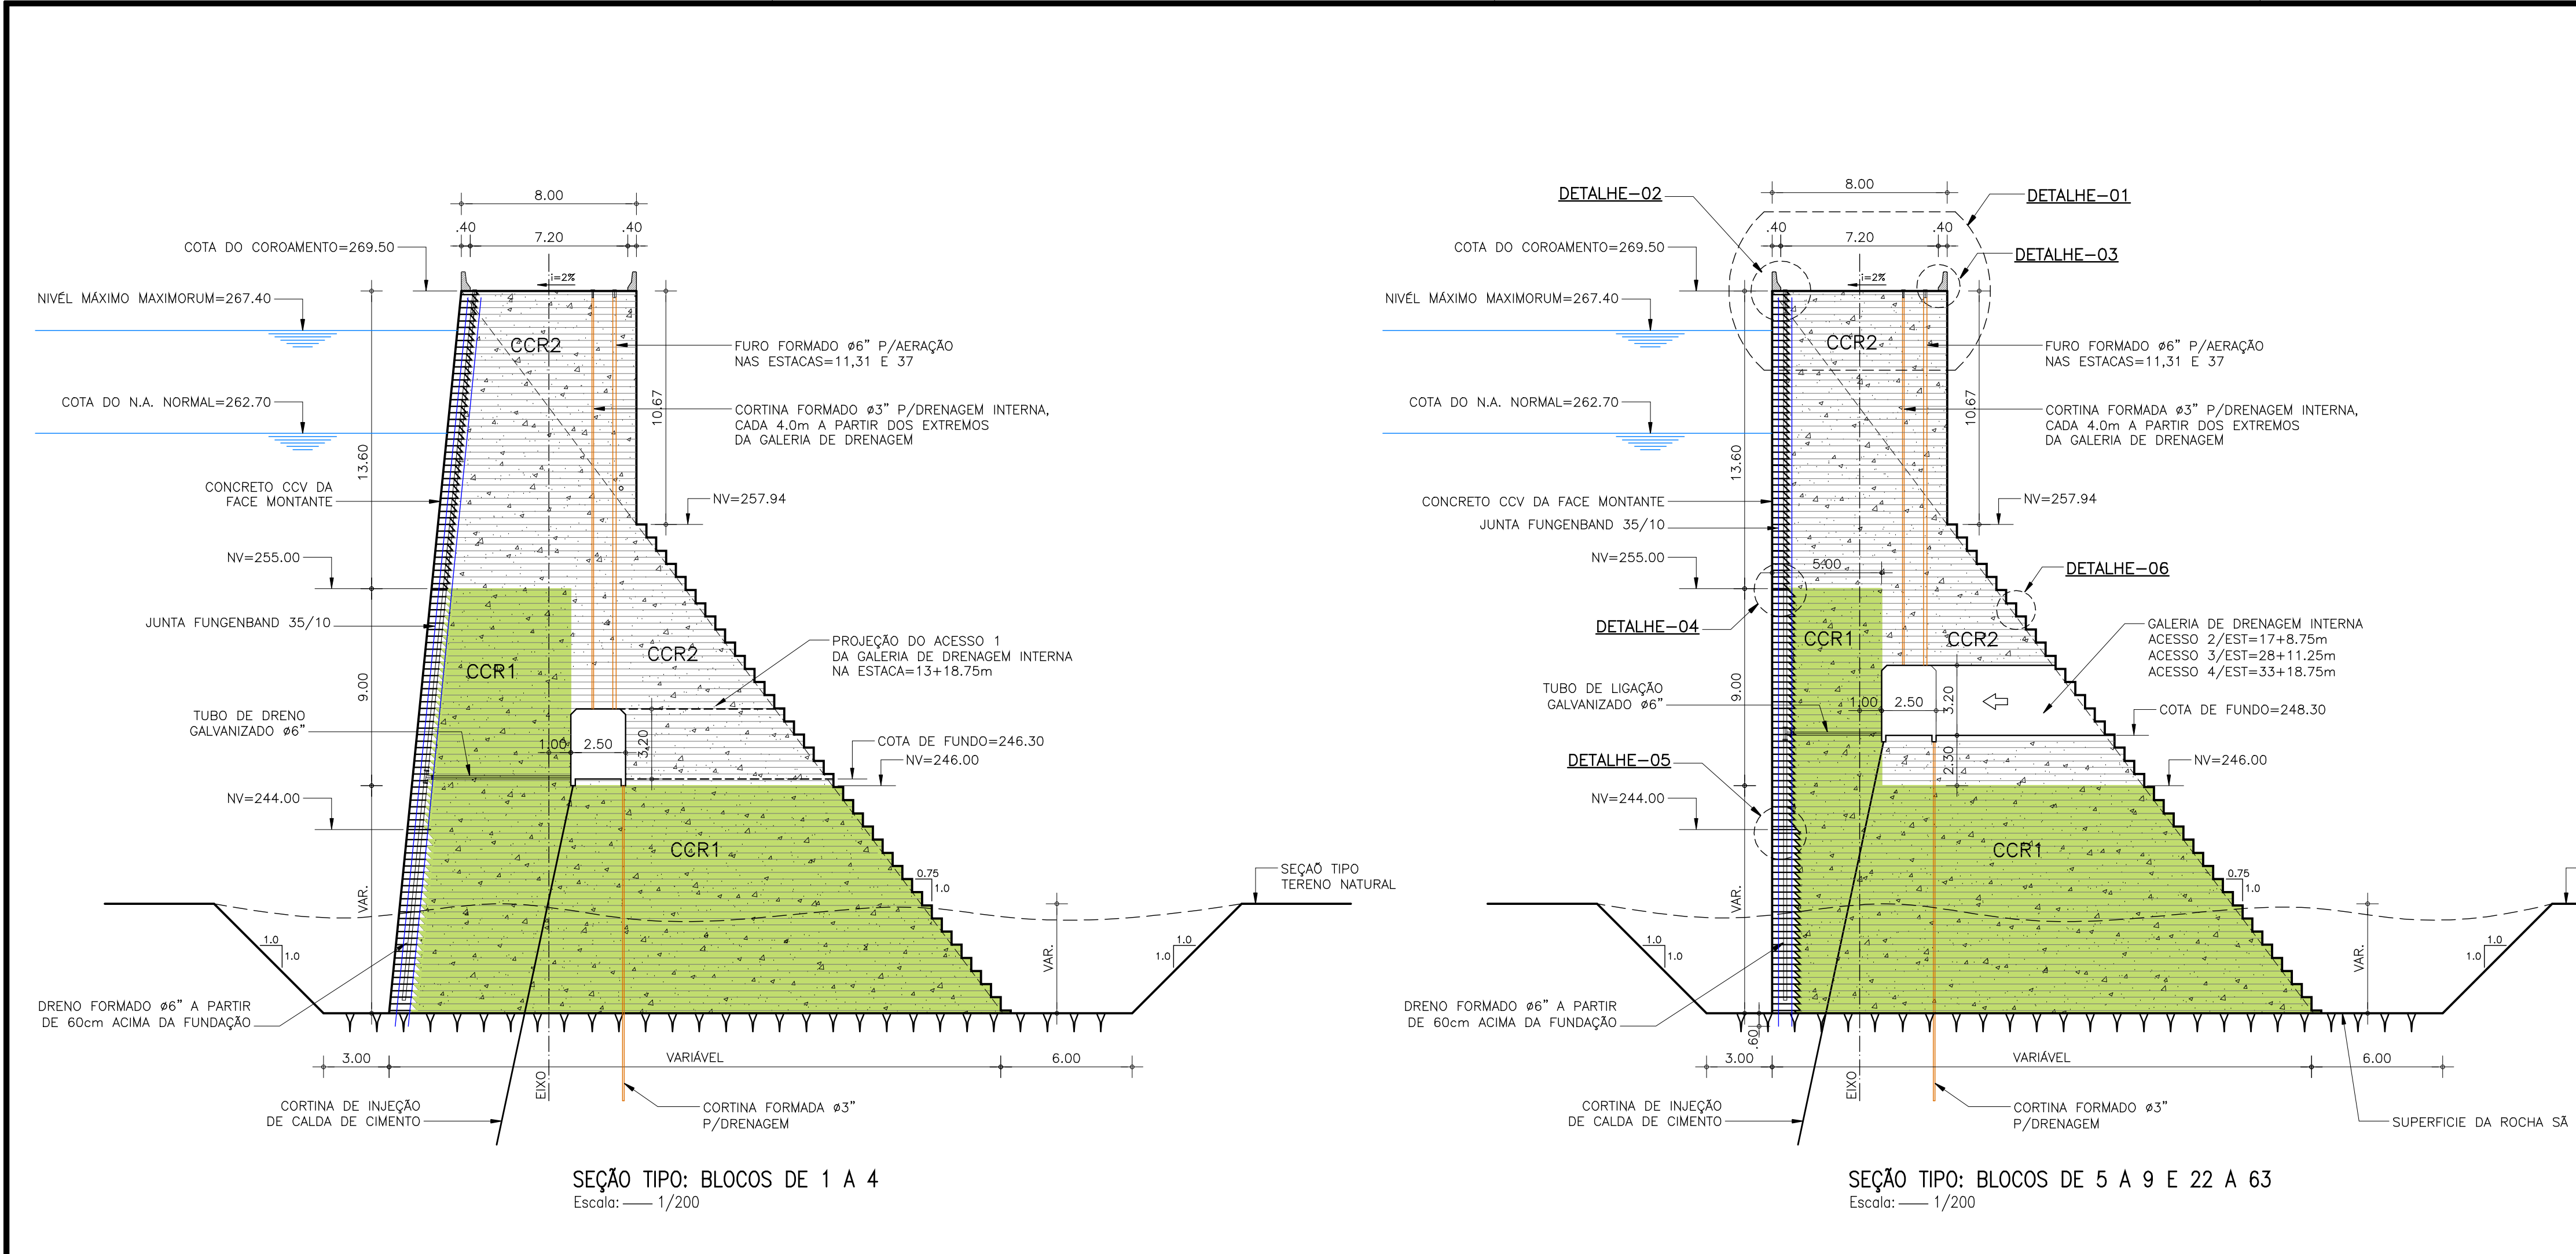 8.00
.40
7.20
.40
COTA DO COROAMENTO=269.50
i=2%
NIVÉL MÁXIMO MAXIMORUM=267.40
CCR2
FURO FORMADO ø6" P/AERAÇÃO
NAS ESTACAS=11,31 E 37
COTA DO N.A. NORMAL=262.70
CORTINA FORMADO ø3" P/DRENAGEM INTERNA,
CADA 4.0m A PARTIR DOS EXTREMOS
DA GALERIA DE DRENAGEM
10.67
13.60
CONCRETO CCV DA
FACE MONTANTE
NV=257.94
NV=255.00
JUNTA FUNGENBAND 35/10
CCR1
CCR2
PROJEÇÃO DO ACESSO 1
DA GALERIA DE DRENAGEM INTERNA
NA ESTACA=13+18.75m
9.00
TUBO DE DRENO
GALVANIZADO ø6"
1.00
2.50
3.20
COTA DE FUNDO=246.30
NV=246.00
NV=244.00
CCR1
0.75
1.0
SEÇAÕ TIPO
TERENO NATURAL
VAR.
1.0
1.0
VAR.
1.0
1.0
DRENO FORMADO ø6" A PARTIR
DE 60cm ACIMA DA FUNDAÇÃO
3.00
VARIÁVEL
6.00
EIXO
CORTINA DE INJEÇÃO
DE CALDA DE CIMENTO
CORTINA FORMADA ø3"
P/DRENAGEM
SEÇÃO TIPO: BLOCOS DE 1 A 4
Escala: 1/200
DETALHE-02
8.00
DETALHE-01
.40
7.20
.40
COTA DO COROAMENTO=269.50
DETALHE-03
i=2%
NIVÉL MÁXIMO MAXIMORUM=267.40
CCR2
FURO FORMADO ø6" P/AERAÇÃO
NAS ESTACAS=11,31 E 37
COTA DO N.A. NORMAL=262.70
CORTINA FORMADA ø3" P/DRENAGEM INTERNA,
CADA 4.0m A PARTIR DOS EXTREMOS
DA GALERIA DE DRENAGEM
10.67
13.60
CONCRETO CCV DA FACE MONTANTE
NV=257.94
JUNTA FUNGENBAND 35/10
NV=255.00
5.00
DETALHE-06
DETALHE-04
CCR1
CCR2
GALERIA DE DRENAGEM INTERNA
ACESSO 2/EST=17+8.75m
ACESSO 3/EST=28+11.25m
ACESSO 4/EST=33+18.75m
9.00
TUBO DE LIGAÇÃO
GALVANIZADO ø6"
1.00
2.50
3.20
COTA DE FUNDO=248.30
DETALHE-05
2.30
NV=246.00
NV=244.00
CCR1
0.75
1.0
VAR.
1.0
1.0
VAR.
1.0
1.0
DRENO FORMADO ø6" A PARTIR
DE 60cm ACIMA DA FUNDAÇÃO
.60
3.00
VARIÁVEL
6.00
EIXO
CORTINA DE INJEÇÃO
DE CALDA DE CIMENTO
CORTINA FORMADO ø3"
P/DRENAGEM
SUPERFICIE DA ROCHA SÃ
SEÇÃO TIPO: BLOCOS DE 5 A 9 E 22 A 63
Escala: 1/200